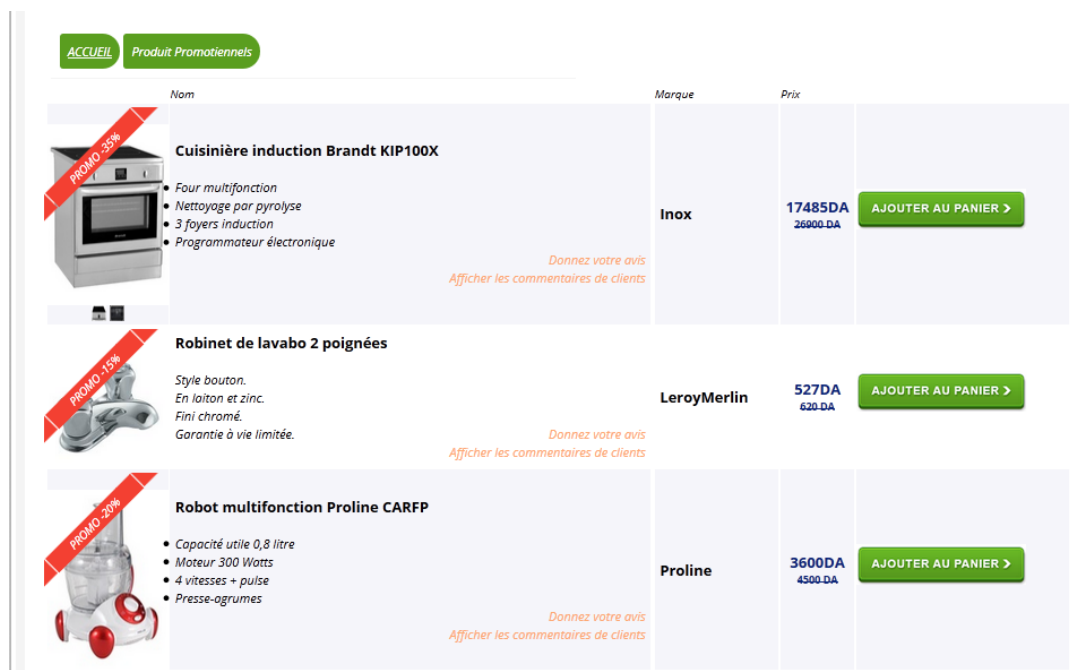 ACCUEIL Produit Promotiennels
Nom Marque Prix
PROMO -35%
Cuisinière induction Brandt KIP100X
Four multifonction
Nettoyage par pyrolyse
3 foyers induction
Programmateur électronique
Donnez votre avis
Afficher les commentaires de clients
Inox
17485DA
26900 DA
AJOUTER AU PANIER
PROMO -15%
Robinet de lavabo 2 poignées
Style bouton.
En laiton et zinc.
Fini chromé.
Garantie à vie limitée.
Donnez votre avis
Afficher les commentaires de clients
LeroyMerlin
527DA
620 DA
AJOUTER AU PANIER
PROMO -20%
Robot multifonction Proline CARFP
Capacité utile 0,8 litre
Moteur 300 Watts
4 vitesses + pulse
Presse-agrumes
Donnez votre avis
Afficher les commentaires de clients
Proline
3600DA
4500 DA
AJOUTER AU PANIER